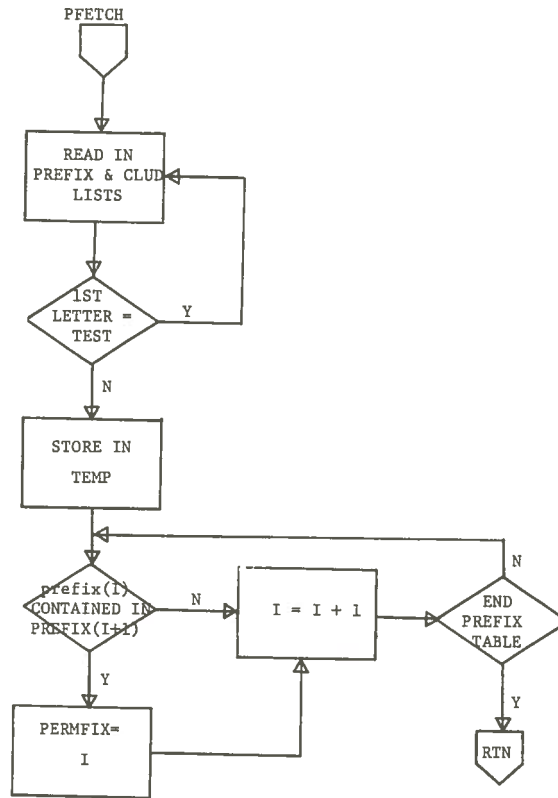 PFETCH
READ IN
PREFIX & CLUD
LISTS
1ST
LETTER =
TEST
Y
N
STORE IN
TEMP
prefix(I)
CONTAINED IN
PREFIX(I+1)
N
I = I + 1
N
END
PREFIX
TABLE
Y
PERMFIX=
I
Y
RTN